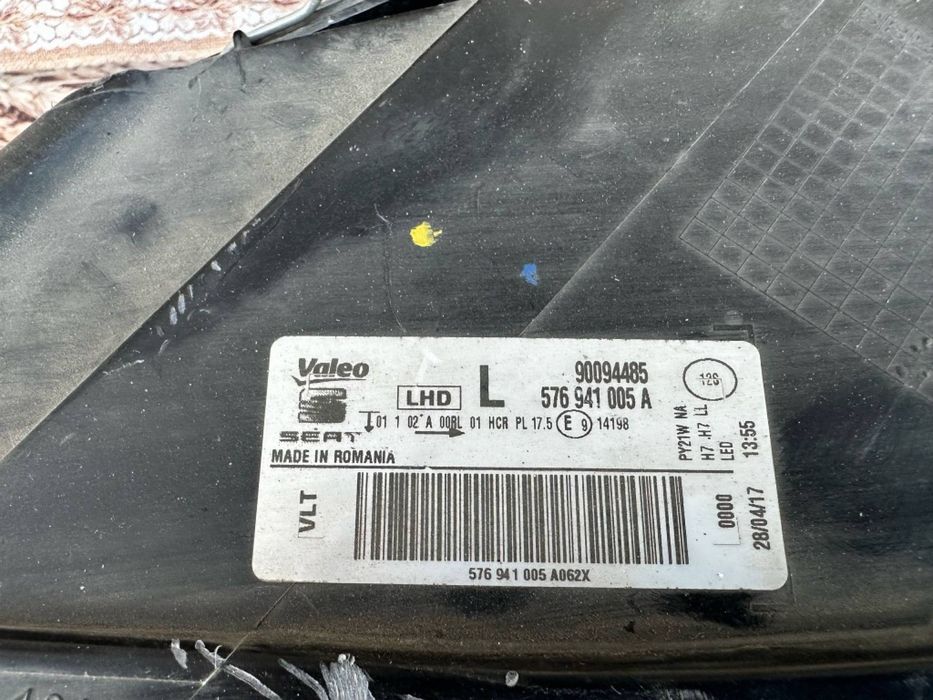 Valeo
SEAT
MADE IN ROMANIA
LHD
L
90094485
576 941 005 A
01 1 02 A 00RL 01 HCR PL 17.5 E 9 14198
PY21W NA
H7 .H7 LL
LED
13:55
VLT
0000
28/04/17
576 941 005 A062X